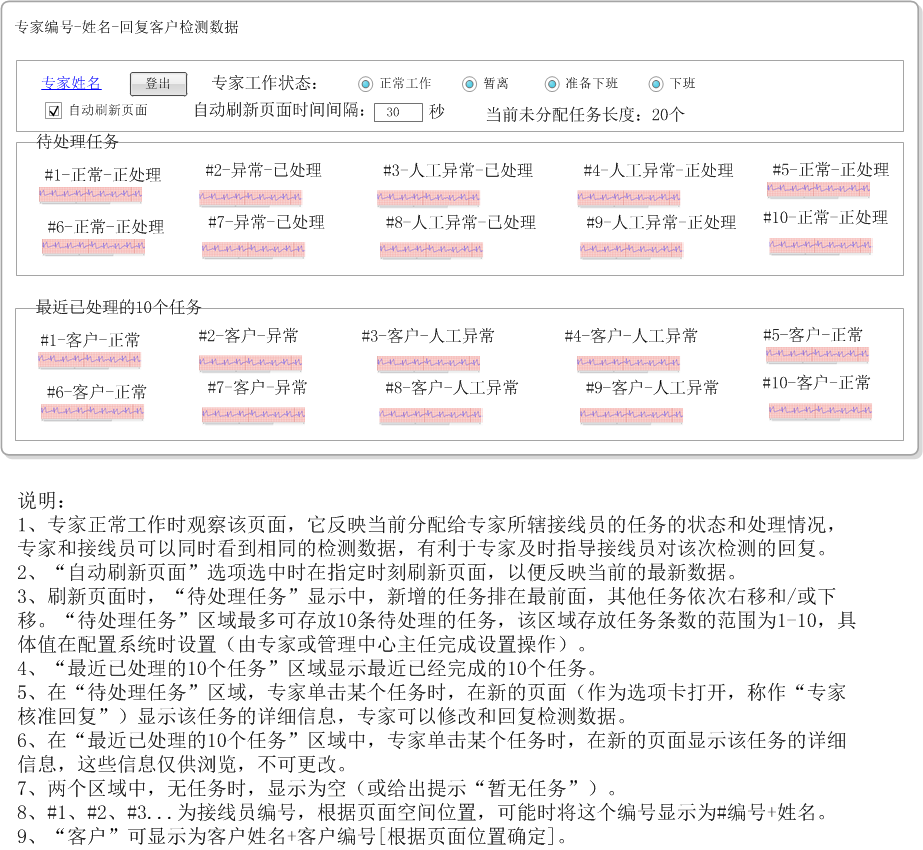 专家编号-姓名-回复客户检测数据
专家姓名 登出 专家工作状态： 正常工作 暂离 准备下班 下班
自动刷新页面 自动刷新页面时间间隔： 30 秒 当前未分配任务长度：20个
待处理任务
#1-正常-正处理 #2-异常-已处理 #3-人工异常-已处理 #4-人工异常-正处理 #5-正常-正处理
#6-正常-正处理 #7-异常-已处理 #8-人工异常-已处理 #9-人工异常-正处理 #10-正常-正处理
最近已处理的10个任务
#1-客户-正常 #2-客户-异常 #3-客户-人工异常 #4-客户-人工异常 #5-客户-正常
#6-客户-正常 #7-客户-异常 #8-客户-人工异常 #9-客户-人工异常 #10-客户-正常
说明：
1、专家正常工作时观察该页面，它反映当前分配给专家所辖接线员的任务的状态和处理情况，
专家和接线员可以同时看到相同的检测数据，有利于专家及时指导接线员对该次检测的回复。
2、“自动刷新页面”选项选中时在指定时刻刷新页面，以便反映当前的最新数据。
3、刷新页面时，“待处理任务”显示中，新增的任务排在最前面，其他任务依次右移和/或下
移。“待处理任务”区域最多可存放10条待处理的任务，该区域存放任务条数的范围为1-10，具
体值在配置系统时设置（由专家或管理中心主任完成设置操作）。
4、“最近已处理的10个任务”区域显示最近已经完成的10个任务。
5、在“待处理任务”区域，专家单击某个任务时，在新的页面（作为选项卡打开，称作“专家
核准回复”）显示该任务的详细信息，专家可以修改和回复检测数据。
6、在“最近已处理的10个任务”区域中，专家单击某个任务时，在新的页面显示该任务的详细
信息，这些信息仅供浏览，不可更改。
7、两个区域中，无任务时，显示为空（或给出提示“暂无任务”）。
8、#1、#2、#3...为接线员编号，根据页面空间位置，可能时将这个编号显示为#编号+姓名。
9、“客户”可显示为客户姓名+客户编号[根据页面位置确定]。